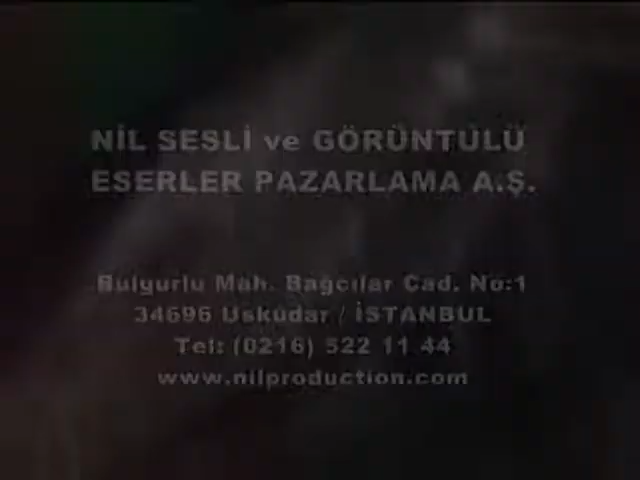 NİL SESLİ ve GÖRÜNTÜLÜ
ESERLER PAZARLAMA A.Ş.
Bulgurlu Mah. Bağcılar Cad. No:1
34696 Üsküdar / İSTANBUL
Tel: (0216) 522 11 44
www.nilproduction.com